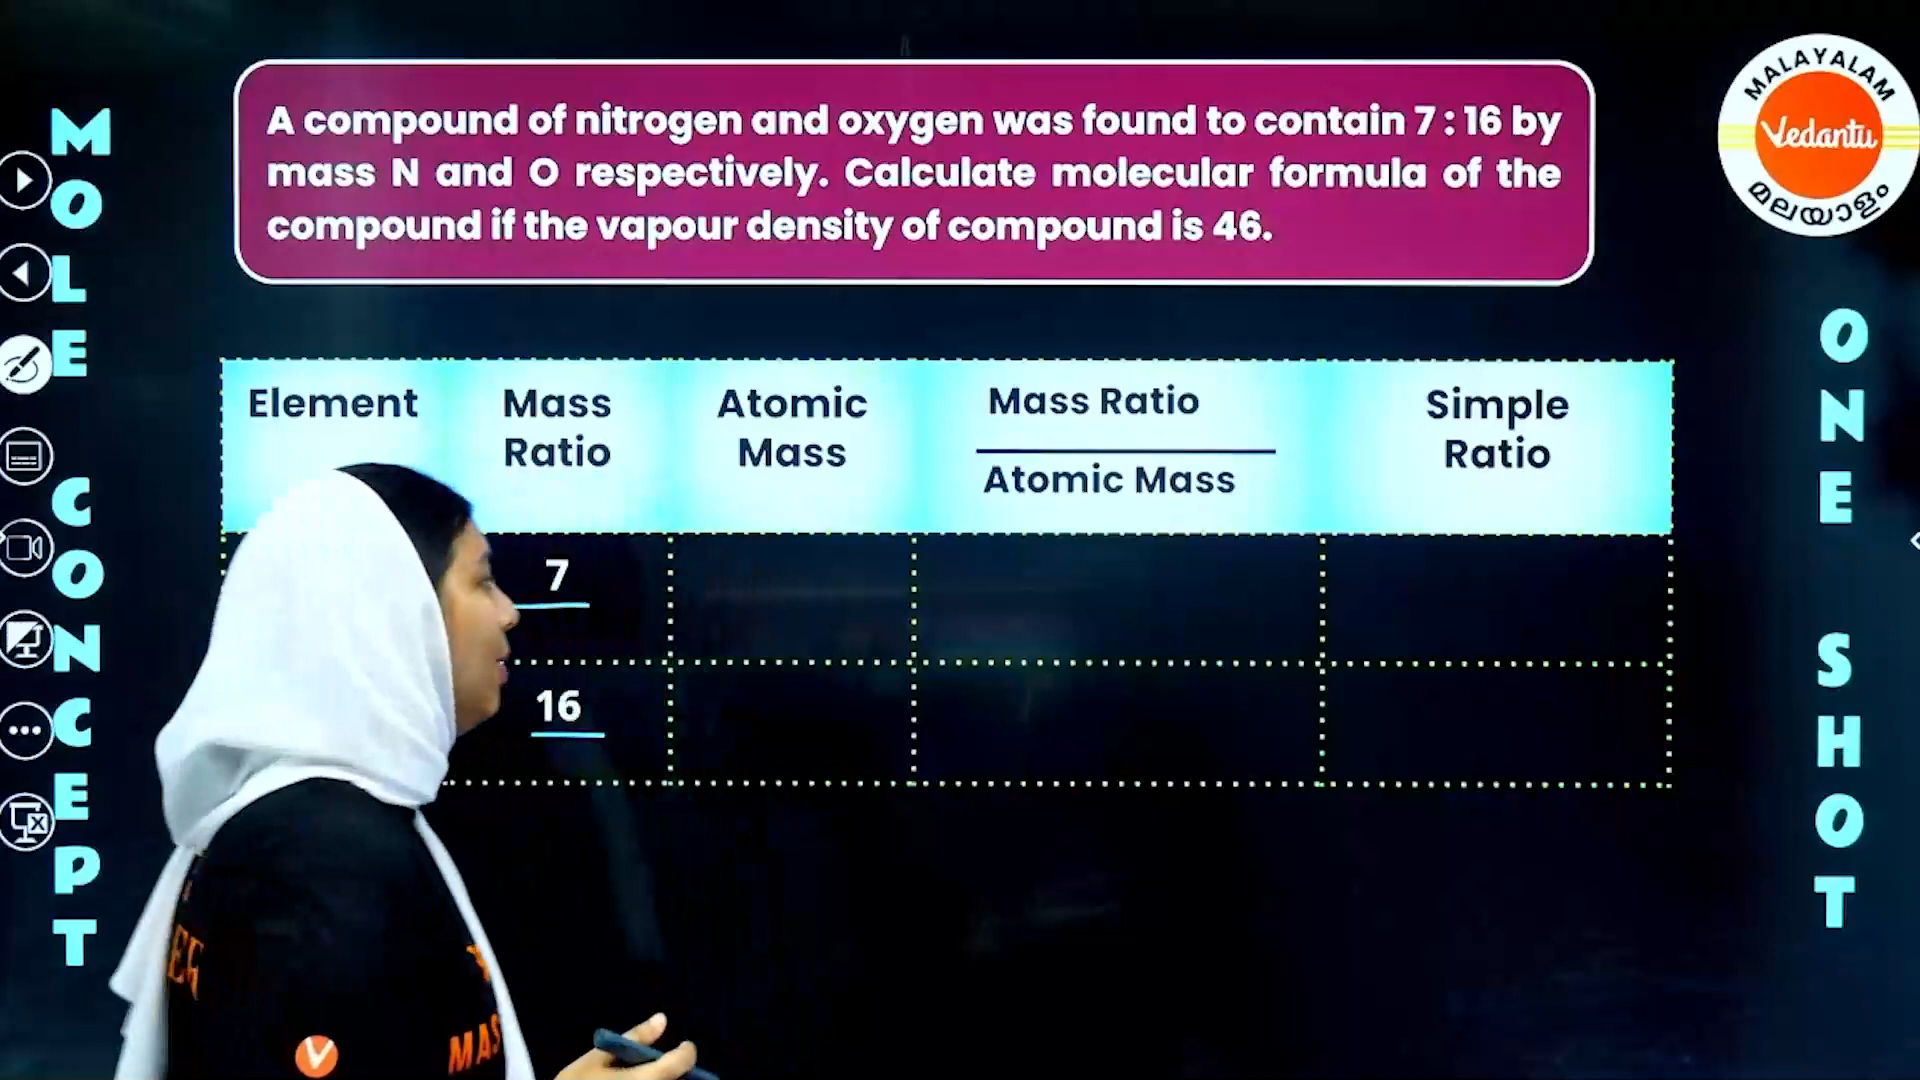 A compound of nitrogen and oxygen was found to contain 7 : 16 by
mass N and O respectively. Calculate molecular formula of the
compound if the vapour density of compound is 46.
MALAYALAM
Vedantu
മലയാളം
MOLE CONCEPT
ONE SHOT
Element
Mass
Ratio
Atomic
Mass
Mass Ratio
Atomic Mass
Simple
Ratio
7
16
V
MAS